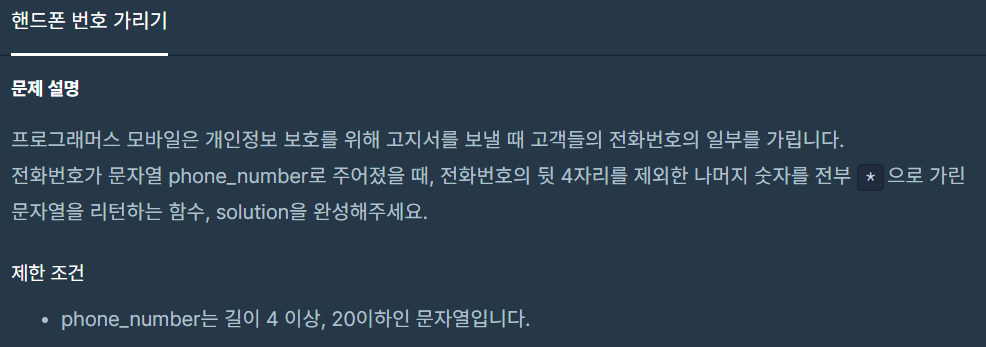 핸드폰 번호 가리기
문제 설명
프로그래머스 모바일은 개인정보 보호를 위해 고지서를 보낼 때 고객들의 전화번호의 일부를 가립니다.
전화번호가 문자열 phone_number로 주어졌을 때, 전화번호의 뒷 4자리를 제외한 나머지 숫자를 전부 * 으로 가린
문자열을 리턴하는 함수, solution을 완성해주세요.
제한 조건
• phone_number는 길이 4 이상, 20이하인 문자열입니다.